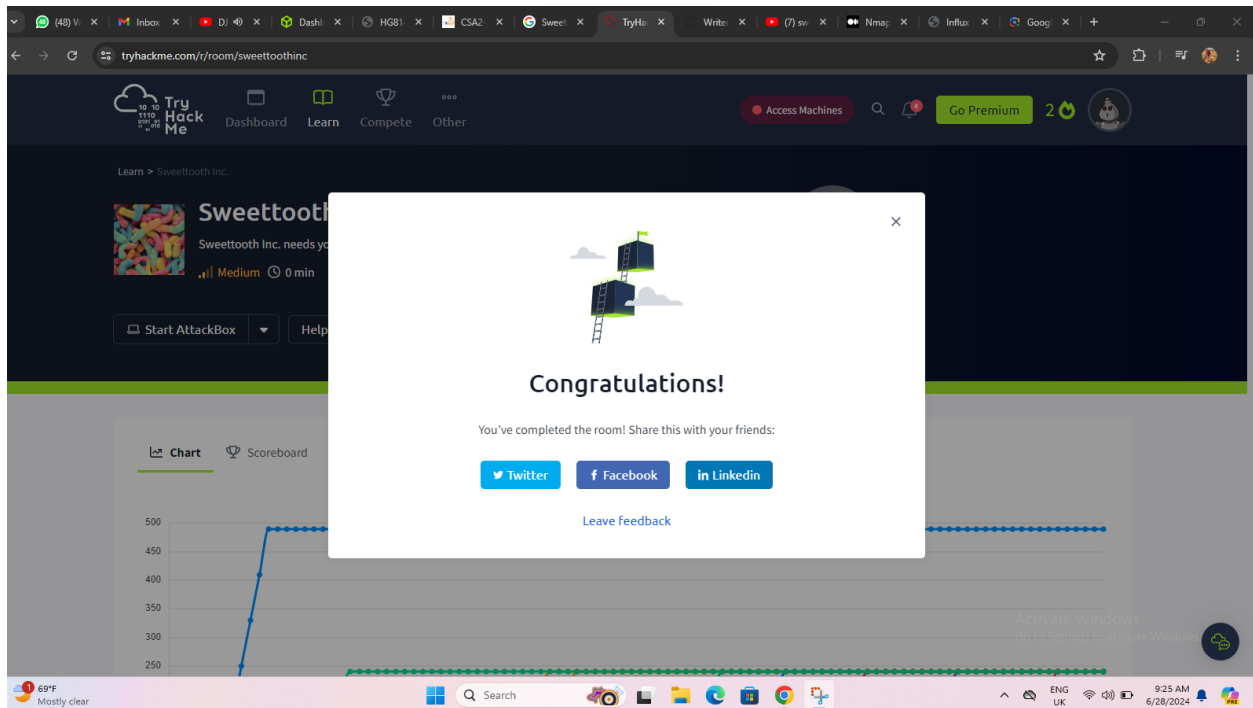 (48) W
Inbox
DJ
Dashb
HG81
CSA2
Sweet
TryHa
Write
(7) sw
Nmap
Influx
Googl
tryhackme.com/r/room/sweettoothinc
Try
Hack
Me
Dashboard
Learn
Compete
Other
Access Machines
4
Go Premium
2
Learn > Sweettooth Inc.
Sweettooth
Sweettooth Inc. needs yo
Medium 0 min
Start AttackBox
Help
Congratulations!
You've completed the room! Share this with your friends:
Twitter
Facebook
in Linkedin
Leave feedback
Chart
Scoreboard
500
450
400
350
300
250
Activate Windows
Go to Settings to activate Windows.
1
69°F
Mostly clear
Search
ENG
UK
9:25 AM
6/28/2024
PRE